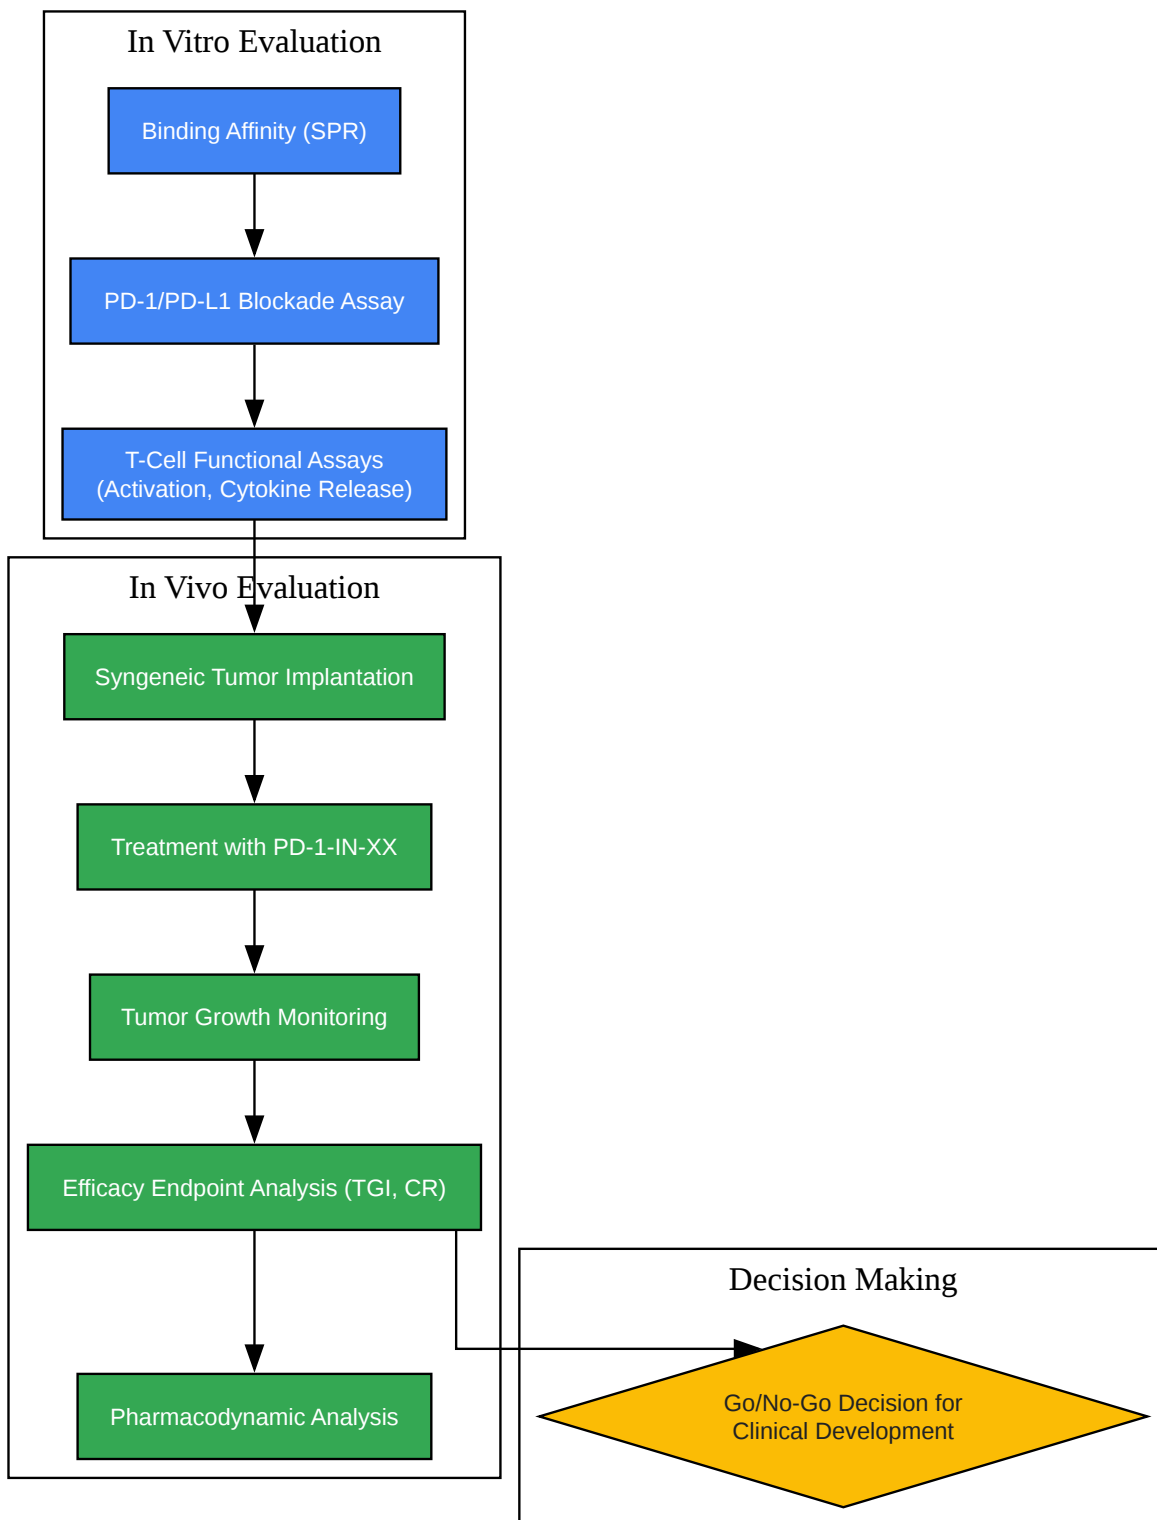 In Vitro Evaluation
Binding Affinity (SPR)
PD-1/PD-L1 Blockade Assay
T-Cell Functional Assays
(Activation, Cytokine Release)
In Vivo Evaluation
Syngeneic Tumor Implantation
Treatment with PD-1-IN-XX
Tumor Growth Monitoring
Efficacy Endpoint Analysis (TGI, CR)
Pharmacodynamic Analysis
Decision Making
Go/No-Go Decision for
Clinical Development